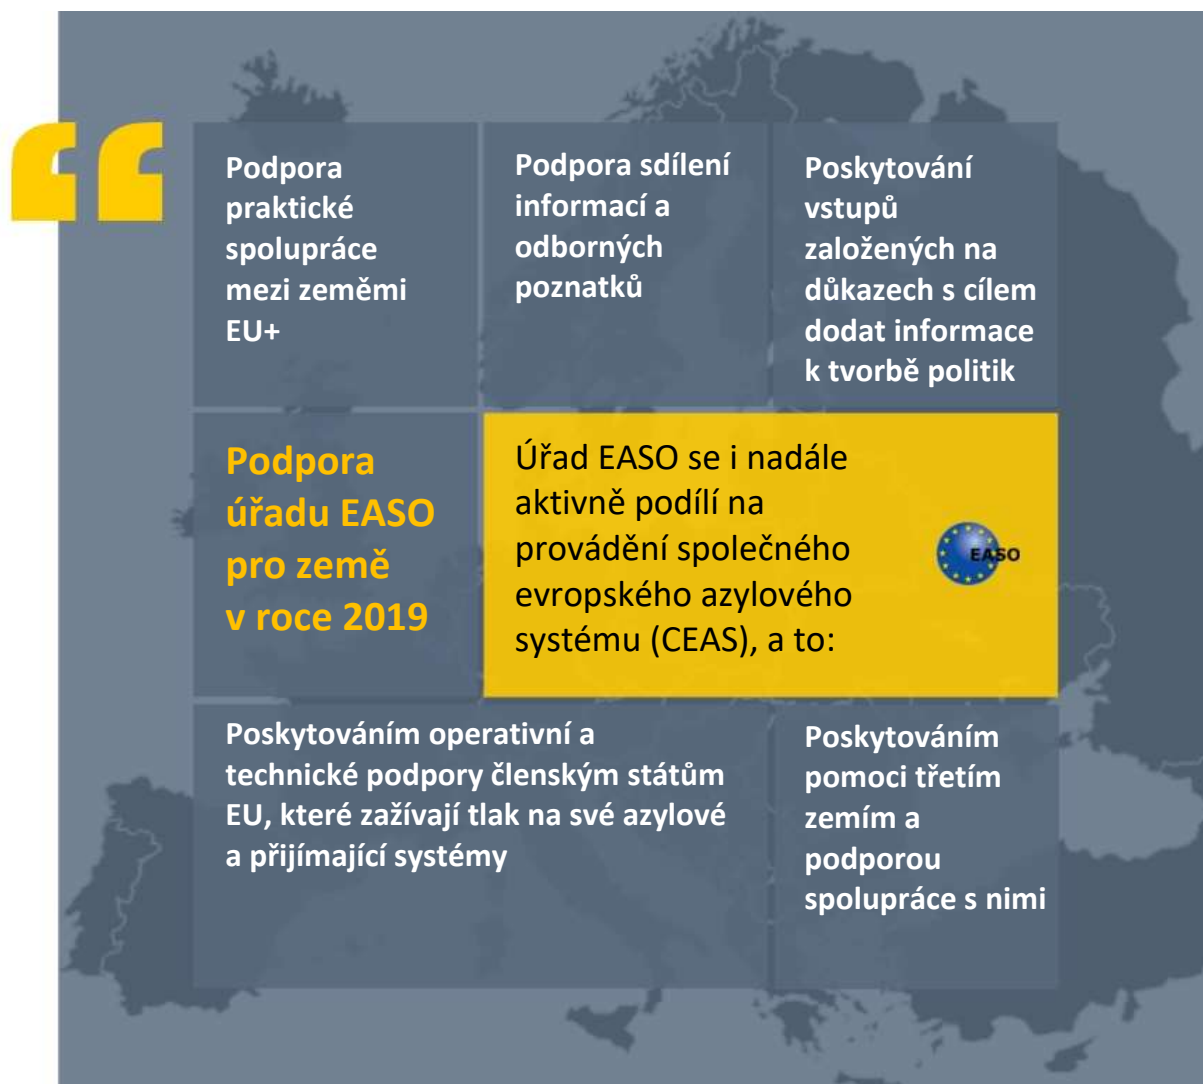 Podpora
praktické
spolupráce
mezi zeměmi
EU+
Podpora sdílení
informací a
odborných
poznatků
Poskytování
vstupů
založených na
důkazech s cílem
dodat informace
k tvorbě politik
Podpora
úřadu EASO
pro země
v roce 2019
Úřad EASO se i nadále
aktivně podílí na
provádění společného
evropského azylového
systému (CEAS), a to:
EASO
Poskytováním operativní a
technické podpory členským státům
EU, které zažívají tlak na své azylové
a přijímající systémy
Poskytováním
pomoci třetím
zemím a
podporou
spolupráce s nimi